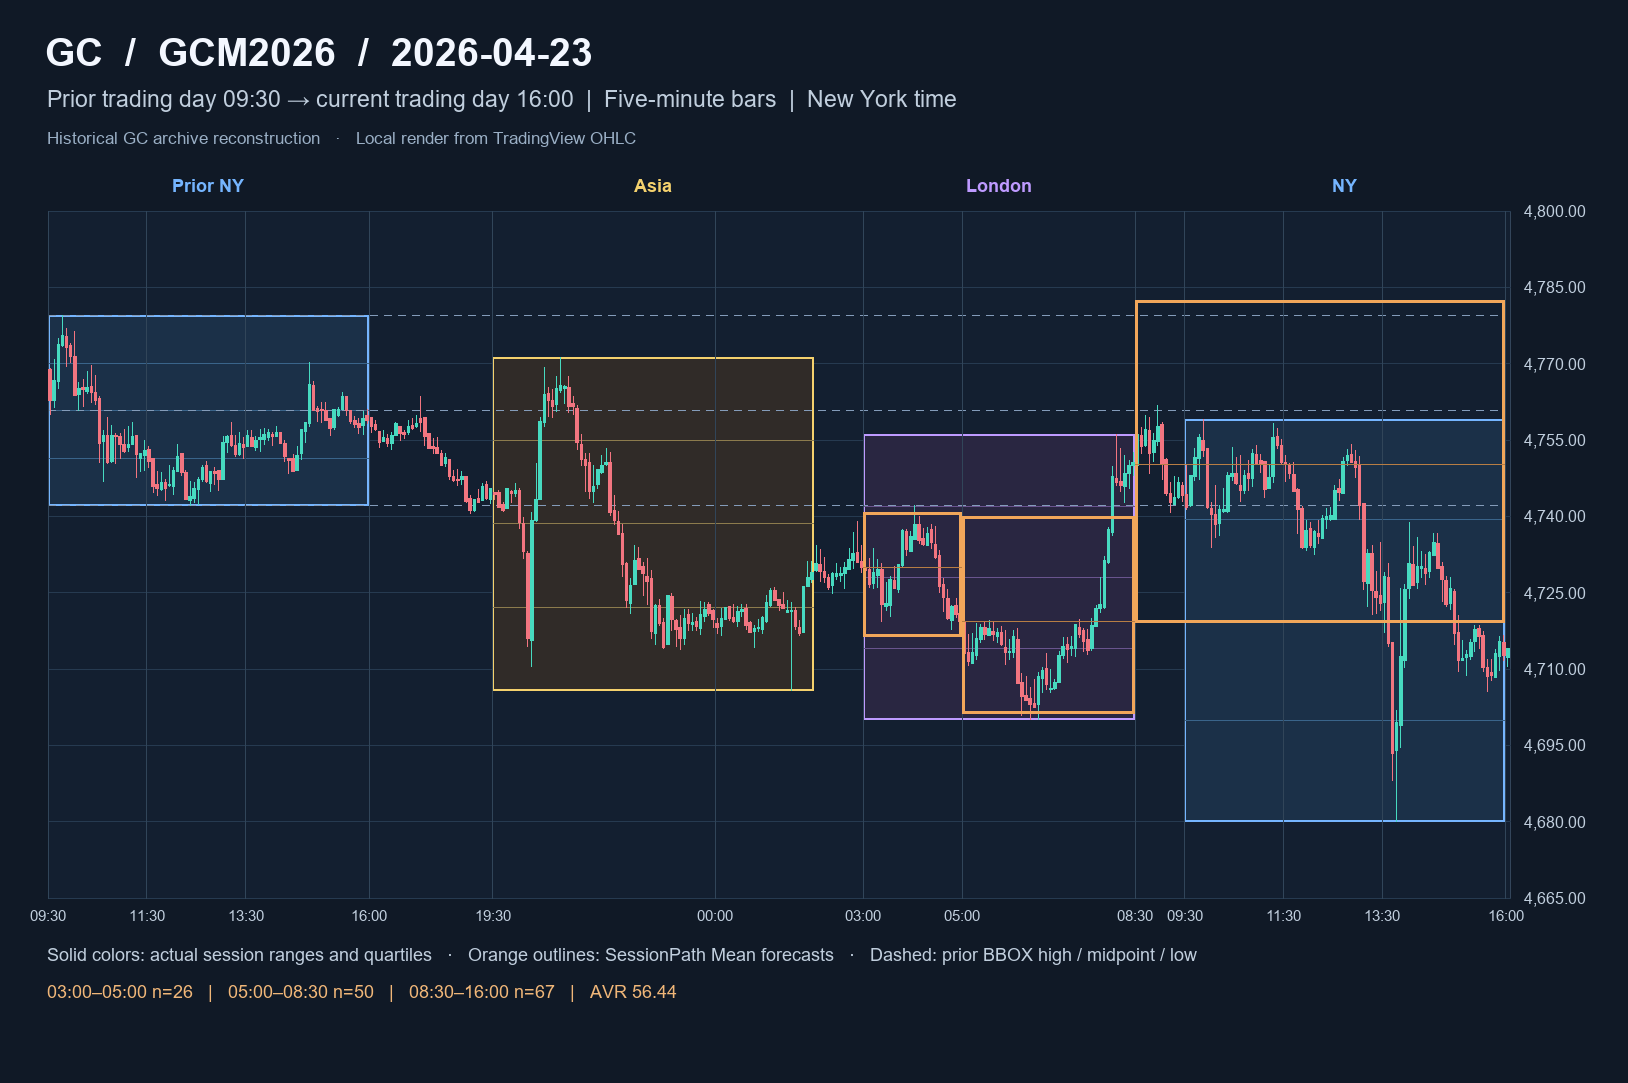 GC / GCM2026 / 2026-04-23
Prior trading day 09:30 → current trading day 16:00 | Five-minute bars | New York time
Historical GC archive reconstruction · Local render from TradingView OHLC
Prior NY Asia London NY
4,800.00
4,785.00
4,770.00
4,755.00
4,740.00
4,725.00
4,710.00
4,695.00
4,680.00
4,665.00
09:30 11:30 13:30 16:00 19:30 00:00 03:00 05:00 08:30 09:30 11:30 13:30 16:00
Solid colors: actual session ranges and quartiles · Orange outlines: SessionPath Mean forecasts · Dashed: prior BBOX high / midpoint / low
03:00–05:00 n=26 | 05:00–08:30 n=50 | 08:30–16:00 n=67 | AVR 56.44